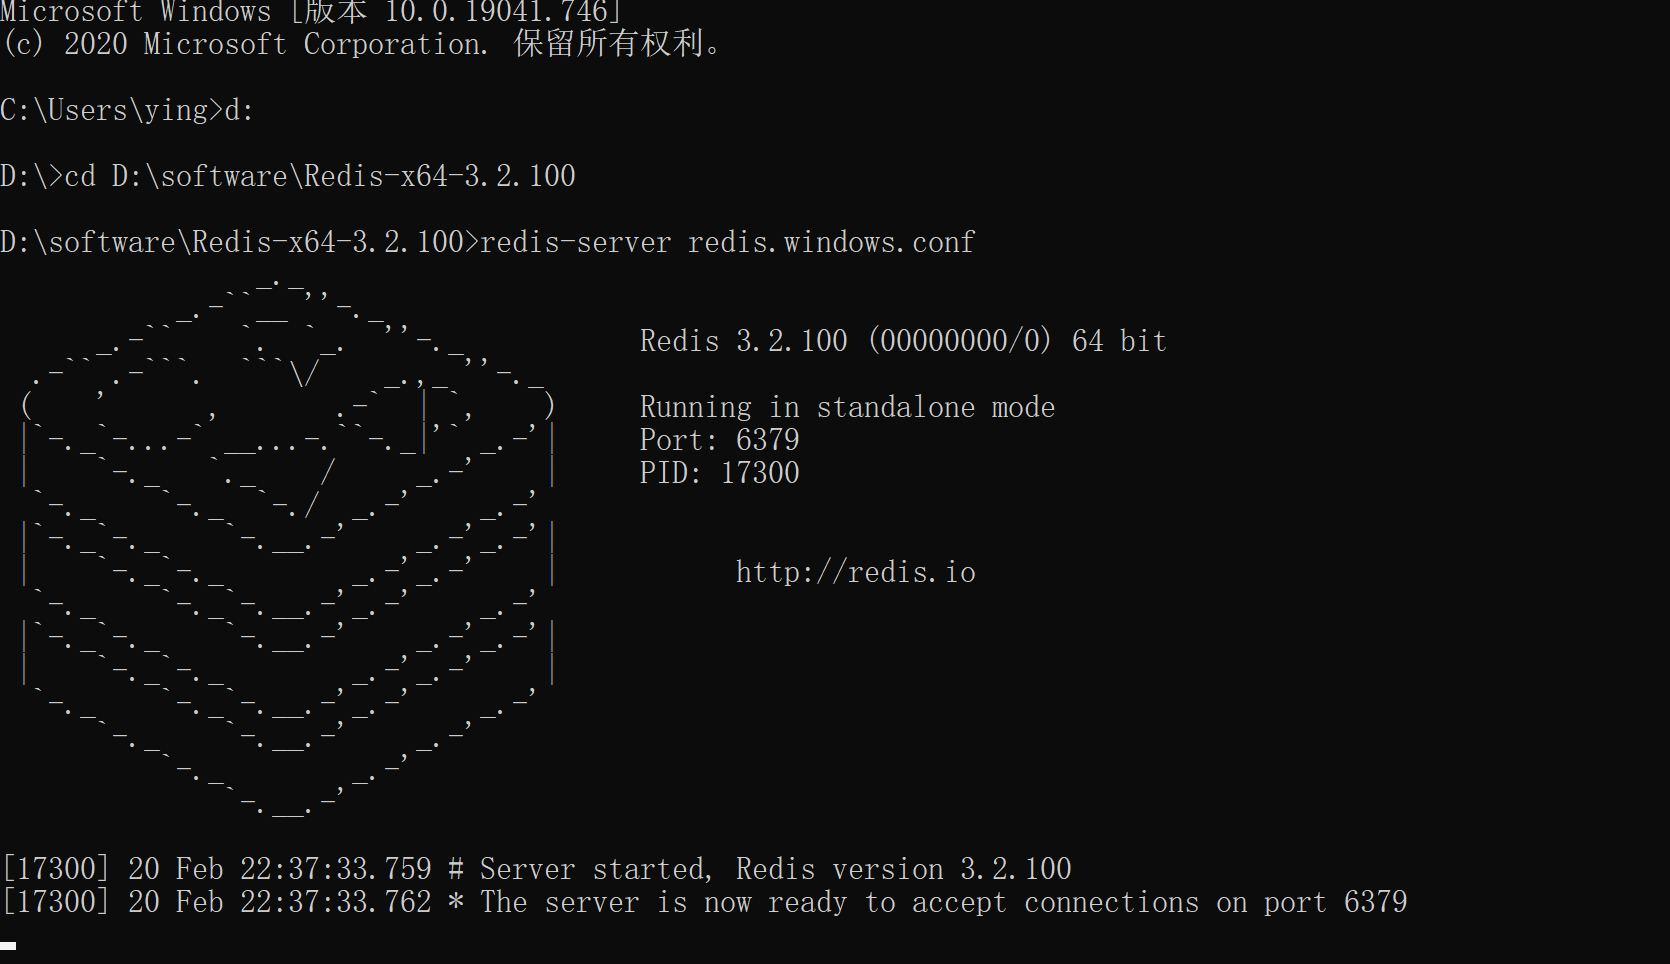 Microsoft Windows [版本 10.0.19041.746]
(c) 2020 Microsoft Corporation. 保留所有权利。
C:\Users\ying>d:
D:\>cd D:\software\Redis-x64-3.2.100
D:\software\Redis-x64-3.2.100>redis-server redis.windows.conf
Redis 3.2.100 (00000000/0) 64 bit
Running in standalone mode
Port: 6379
PID: 17300
http://redis.io
[17300] 20 Feb 22:37:33.759 # Server started, Redis version 3.2.100
[17300] 20 Feb 22:37:33.762 * The server is now ready to accept connections on port 6379